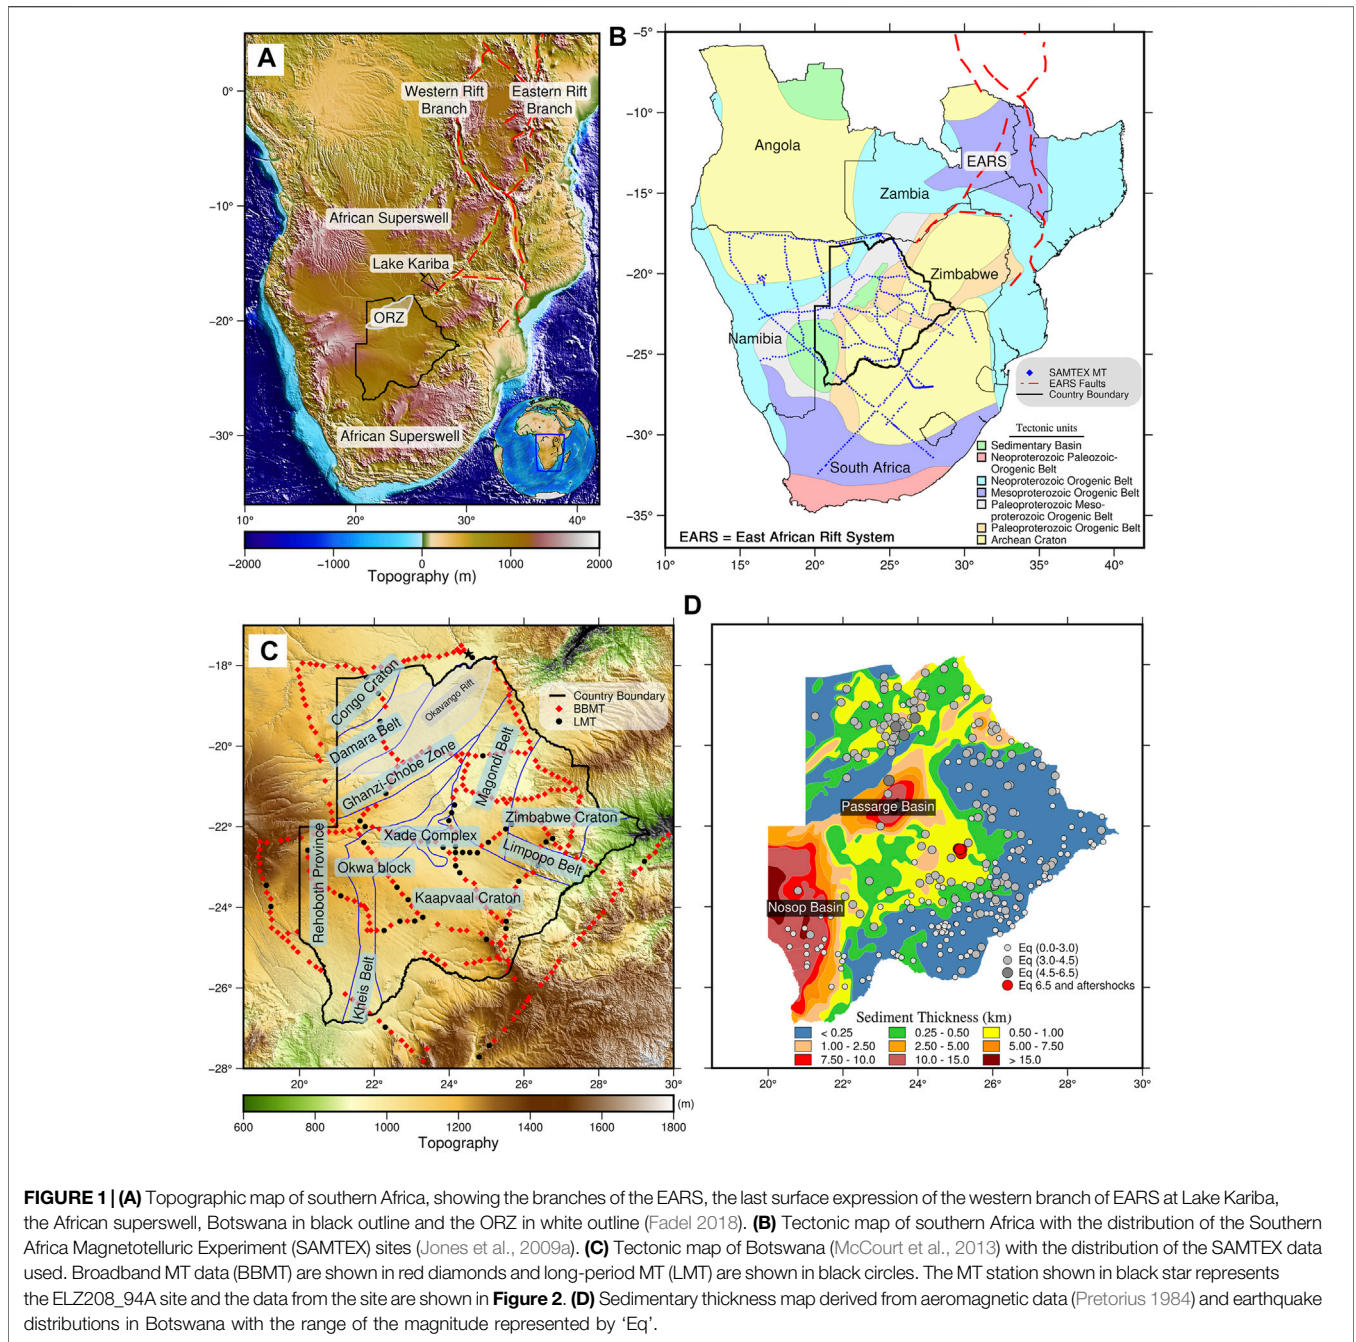 A
Western Rift
Branch
Eastern Rift
Branch
African Superswell
Lake Kariba
ORZ
African Superswell
0°
−10°
−20°
−30°
10°
20°
30°
40°
−2000
−1000
0
1000
2000
Topography (m)
B
−5°
−10°
−15°
−20°
−25°
−30°
−35°
Angola
EARS
Zambia
Zimbabwe
Namibia
South Africa
SAMTEX MT
EARS Faults
Country Boundary
Tectonic units
Sedimentary Basin
Neoproterozoic Paleozoic-
Orogenic Belt
Neoproterozoic Orogenic Belt
Mesoproterozoic Orogenic Belt
Paleoproterozoic Meso-
proterozoic Orogenic Belt
Paleoproterozoic Orogenic Belt
Archean Craton
EARS = East African Rift System
10°
15°
20°
25°
30°
35°
40°
C
−18°
−20°
−22°
−24°
−26°
−28°
Congo Craton
Okavango Rift
Damara Belt
Ghanzi-Chobe Zone
Magondi Belt
Zimbabwe Craton
Xade Complex
Limpopo Belt
Okwa block
Rehoboth Province
Kaapvaal Craton
Kheis Belt
Country Boundary
BBMT
LMT
20°
22°
24°
26°
28°
30°
600
800
1000
1200
1400
1600
1800
(m)
Topography
D
Passarge Basin
Nosop Basin
Eq (0.0-3.0)
Eq (3.0-4.5)
Eq (4.5-6.5)
Eq 6.5 and aftershocks
Sediment Thickness (km)
< 0.25
0.25 - 0.50
0.50 - 1.00
1.00 - 2.50
2.50 - 5.00
5.00 - 7.50
7.50 - 10.0
10.0 - 15.0
> 15.0
20°
22°
24°
26°
28°
30°
FIGURE 1 | (A) Topographic map of southern Africa, showing the branches of the EARS, the last surface expression of the western branch of EARS at Lake Kariba,
the African superswell, Botswana in black outline and the ORZ in white outline (Fadel 2018). (B) Tectonic map of southern Africa with the distribution of the Southern
Africa Magnetotelluric Experiment (SAMTEX) sites (Jones et al., 2009a). (C) Tectonic map of Botswana (McCourt et al., 2013) with the distribution of the SAMTEX data
used. Broadband MT data (BBMT) are shown in red diamonds and long-period MT (LMT) are shown in black circles. The MT station shown in black star represents
the ELZ208_94A site and the data from the site are shown in Figure 2. (D) Sedimentary thickness map derived from aeromagnetic data (Pretorius 1984) and earthquake
distributions in Botswana with the range of the magnitude represented by ‘Eq’.